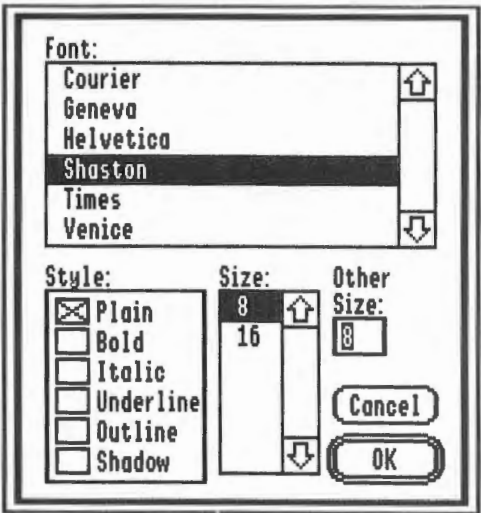 Font:
Courier
Geneva
Helvetica
Shaston
Times
Venice
Style:
Plain
Bold
Italic
Underline
Outline
Shadow
Size:
8
16
Other
Size:
8
Cancel
OK